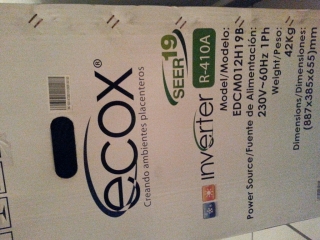 ecox®
Creando ambientes placenteros
SEER19
inverter R-410A
Model/Modelo:
EDCM012H19B
Power Source/Fuente de Alimentación:
230V~60Hz 1Ph
Weight/Peso:
42Kg
Dimensions/Dimensiones:
(887x385x655)mm